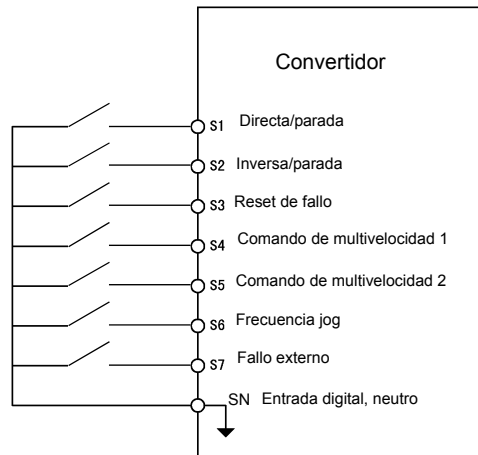 Convertidor
S1 Directa/parada
S2 Inversa/parada
S3 Reset de fallo
S4 Comando de multivelocidad 1
S5 Comando de multivelocidad 2
S6 Frecuencia jog
S7 Fallo externo
SN Entrada digital, neutro